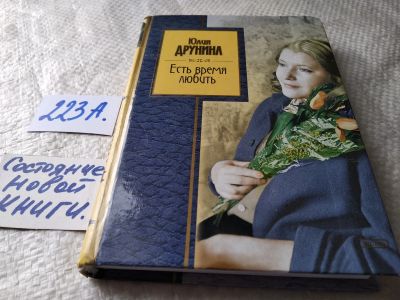 Юлия
ДРУНИНА
Есть время
любить
223А.
Состояние
новой
книги.